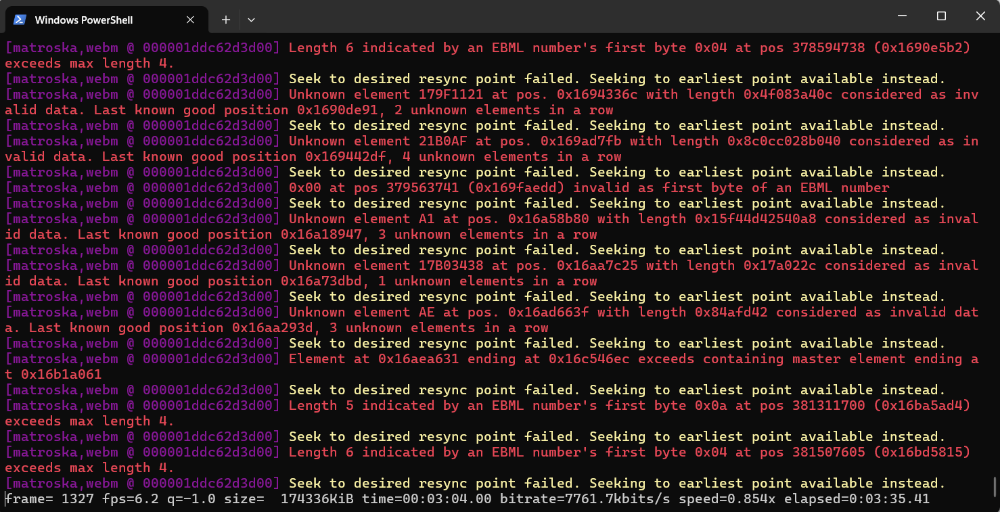 Windows PowerShell
[matroska,webm @ 000001ddc62d3d00] Length 6 indicated by an EBML number's first byte 0x04 at pos 378594738 (0x1690e5b2)
exceeds max length 4.
[matroska,webm @ 000001ddc62d3d00] Seek to desired resync point failed. Seeking to earliest point available instead.
[matroska,webm @ 000001ddc62d3d00] Unknown element 179F1121 at pos. 0x1694336c with length 0x4f083a40c considered as inv
alid data. Last known good position 0x1690de91, 2 unknown elements in a row
[matroska,webm @ 000001ddc62d3d00] Seek to desired resync point failed. Seeking to earliest point available instead.
[matroska,webm @ 000001ddc62d3d00] Unknown element 21B0AF at pos. 0x169ad7fb with length 0x8c0cc028b040 considered as in
valid data. Last known good position 0x169442df, 4 unknown elements in a row
[matroska,webm @ 000001ddc62d3d00] Seek to desired resync point failed. Seeking to earliest point available instead.
[matroska,webm @ 000001ddc62d3d00] 0x00 at pos 379563741 (0x169faedd) invalid as first byte of an EBML number
[matroska,webm @ 000001ddc62d3d00] Seek to desired resync point failed. Seeking to earliest point available instead.
[matroska,webm @ 000001ddc62d3d00] Unknown element A1 at pos. 0x16a58b80 with length 0x15f44d42540a8 considered as inval
id data. Last known good position 0x16a18947, 3 unknown elements in a row
[matroska,webm @ 000001ddc62d3d00] Seek to desired resync point failed. Seeking to earliest point available instead.
[matroska,webm @ 000001ddc62d3d00] Unknown element 17B03438 at pos. 0x16aa7c25 with length 0x17a022c considered as inval
id data. Last known good position 0x16a73dbd, 1 unknown elements in a row
[matroska,webm @ 000001ddc62d3d00] Seek to desired resync point failed. Seeking to earliest point available instead.
[matroska,webm @ 000001ddc62d3d00] Unknown element AE at pos. 0x16ad663f with length 0x84afd42 considered as invalid dat
a. Last known good position 0x16aa293d, 3 unknown elements in a row
[matroska,webm @ 000001ddc62d3d00] Seek to desired resync point failed. Seeking to earliest point available instead.
[matroska,webm @ 000001ddc62d3d00] Element at 0x16aea631 ending at 0x16c546ec exceeds containing master element ending a
t 0x16b1a061
[matroska,webm @ 000001ddc62d3d00] Seek to desired resync point failed. Seeking to earliest point available instead.
[matroska,webm @ 000001ddc62d3d00] Length 5 indicated by an EBML number's first byte 0x0a at pos 381311700 (0x16ba5ad4)
exceeds max length 4.
[matroska,webm @ 000001ddc62d3d00] Seek to desired resync point failed. Seeking to earliest point available instead.
[matroska,webm @ 000001ddc62d3d00] Length 6 indicated by an EBML number's first byte 0x04 at pos 381507605 (0x16bd5815)
exceeds max length 4.
[matroska,webm @ 000001ddc62d3d00] Seek to desired resync point failed. Seeking to earliest point available instead.
frame= 1327 fps=6.2 q=-1.0 size=  174336KiB time=00:03:04.00 bitrate=7761.7kbits/s speed=0.854x elapsed=0:03:35.41